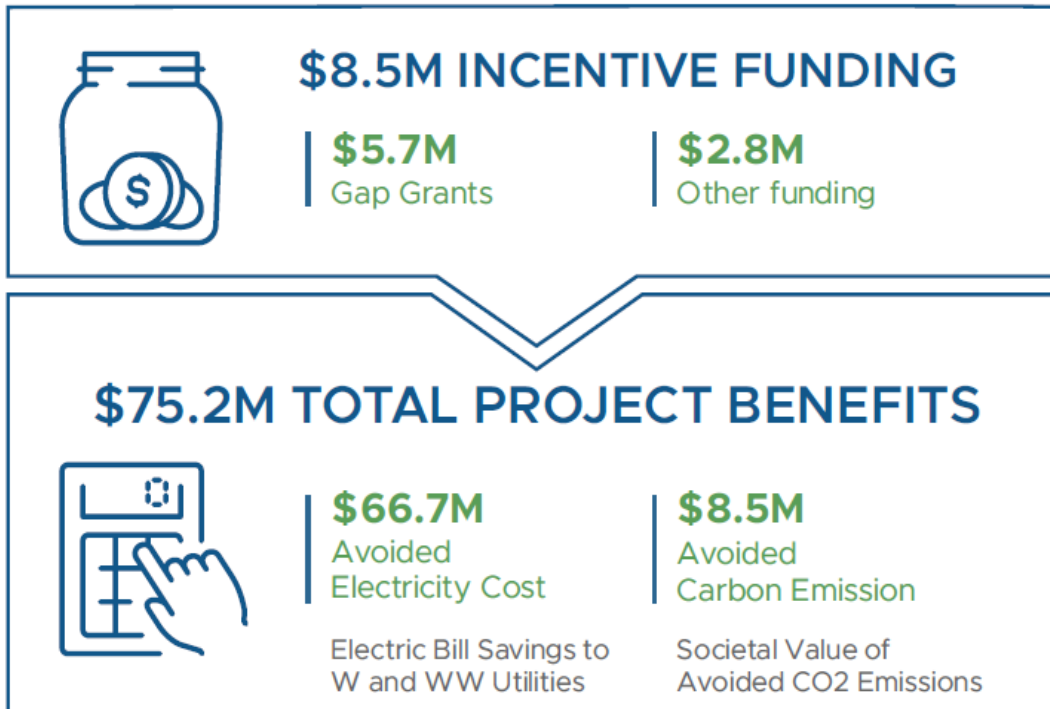 $8.5M INCENTIVE FUNDING
$5.7M
Gap Grants
$2.8M
Other funding
$
$75.2M TOTAL PROJECT BENEFITS
0
$66.7M
Avoided
Electricity Cost
Electric Bill Savings to
W and WW Utilities
$8.5M
Avoided
Carbon Emission
Societal Value of
Avoided CO2 Emissions